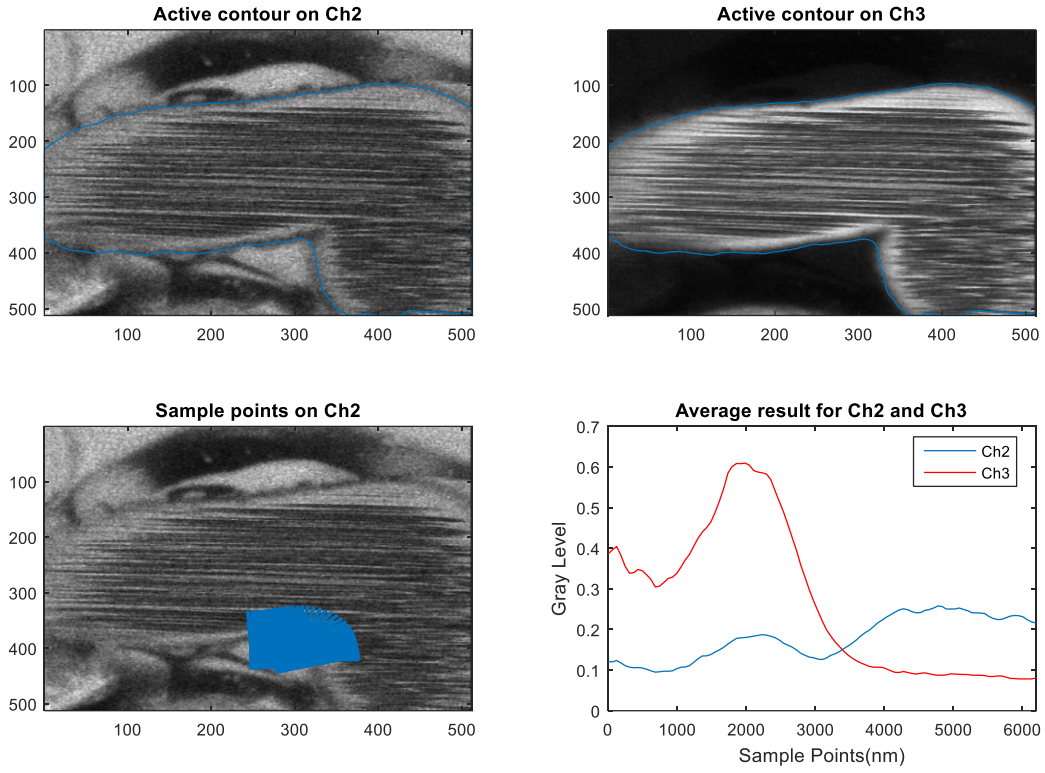 Active contour on Ch2
100
200
300
400
500
100 200 300 400 500
Active contour on Ch3
100
200
300
400
500
100 200 300 400 500
Sample points on Ch2
100
200
300
400
500
100 200 300 400 500
Average result for Ch2 and Ch3
Gray Level
0.7
0.6
0.5
0.4
0.3
0.2
0.1
0
Ch2
Ch3
0 1000 2000 3000 4000 5000 6000
Sample Points(nm)